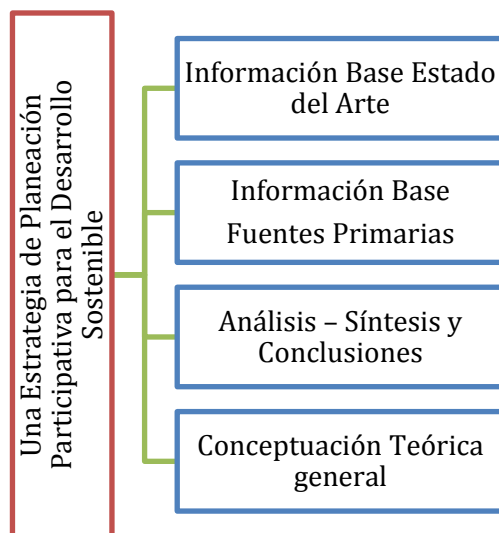 Una Estrategia de Planeación
Participativa para el Desarrollo
Sostenible
Información Base Estado
del Arte
Información Base
Fuentes Primarias
Análisis – Síntesis y
Conclusiones
Conceptuación Teórica
general